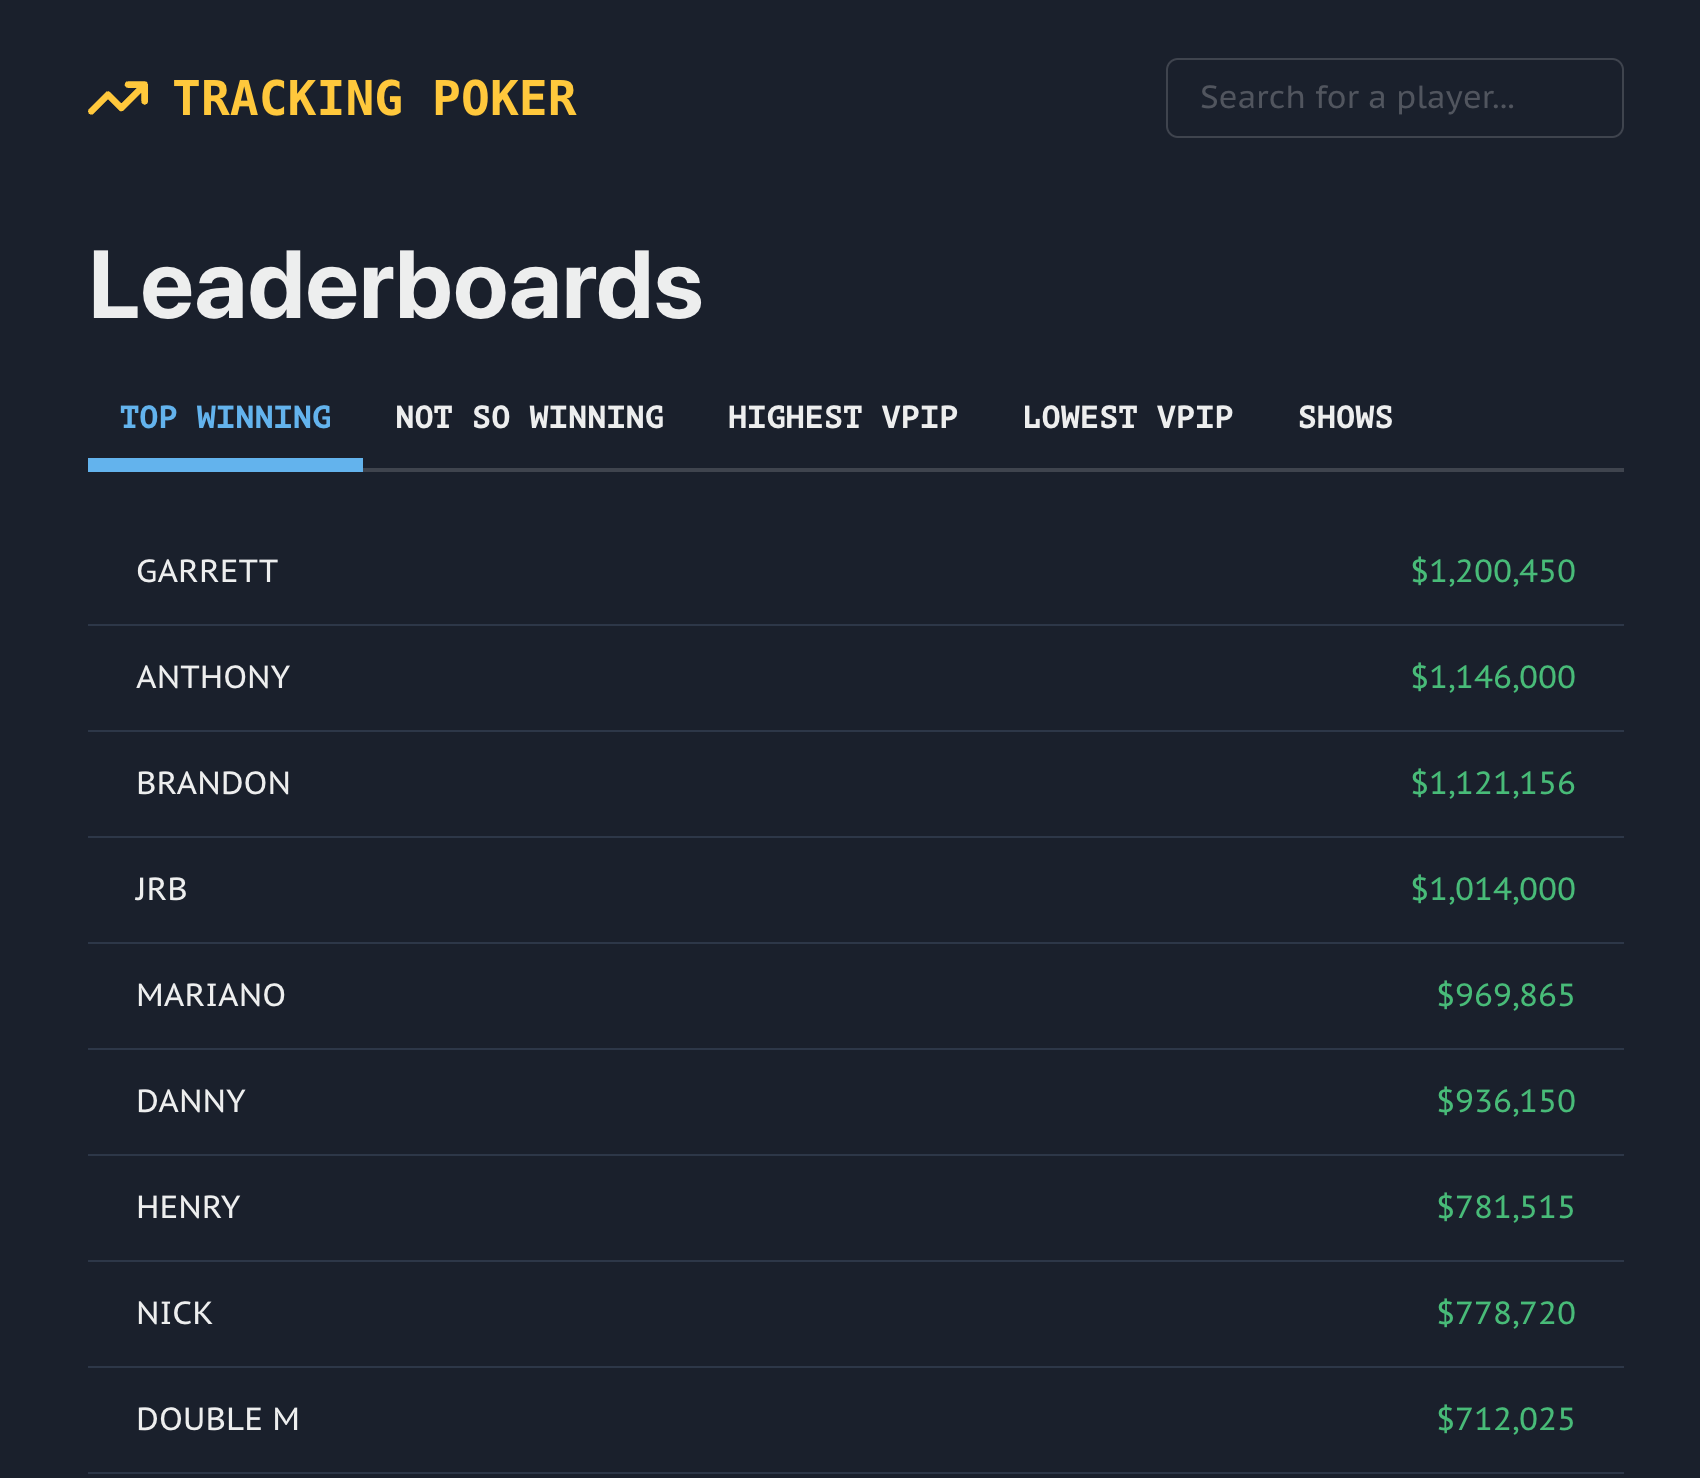 TRACKING POKER
Search for a player...
Leaderboards
TOP WINNING NOT SO WINNING HIGHEST VPIP LOWEST VPIP SHOWS
GARRETT $1,200,450
ANTHONY $1,146,000
BRANDON $1,121,156
JRB $1,014,000
MARIANO $969,865
DANNY $936,150
HENRY $781,515
NICK $778,720
DOUBLE M $712,025